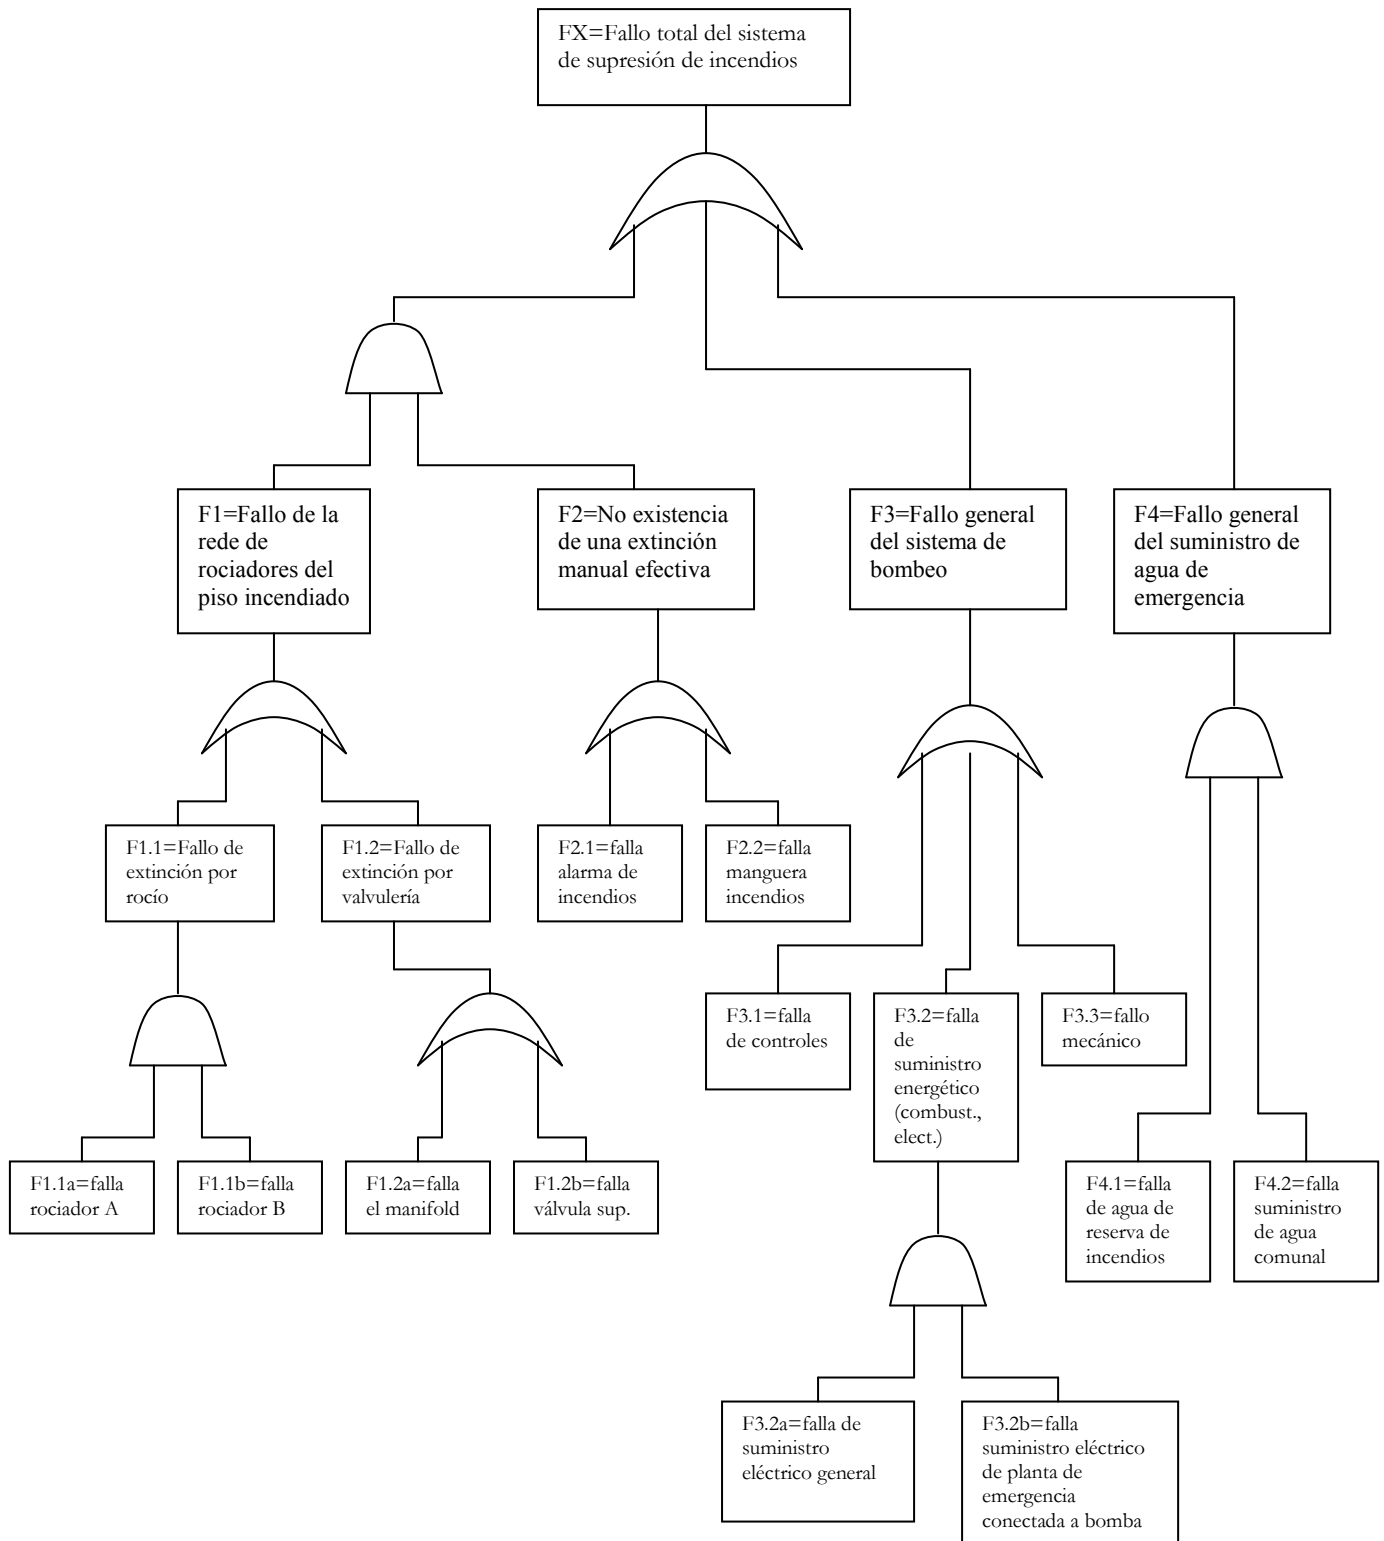 FX=Fallo total del sistema
de supresión de incendios
F1=Fallo de la
rede de
rociadores del
piso incendiado
F2=No existencia
de una extinción
manual efectiva
F3=Fallo general
del sistema de
bombeo
F4=Fallo general
del suministro de
agua de
emergencia
F1.1=Fallo de
extinción por
rocío
F1.2=Fallo de
extinción por
valvulería
F2.1=falla
alarma de
incendios
F2.2=falla
manguera
incendios
F3.1=falla
de controles
F3.2=falla
de
suministro
energético
(combust.,
elect.)
F3.3=fallo
mecánico
F1.1a=falla
rociador A
F1.1b=falla
rociador B
F1.2a=falla
el manifold
F1.2b=falla
válvula sup.
F4.1=falla
de agua de
reserva de
incendios
F4.2=falla
suministro
de agua
comunal
F3.2a=falla de
suministro
eléctrico general
F3.2b=falla
suministro eléctrico
de planta de
emergencia
conectada a bomba